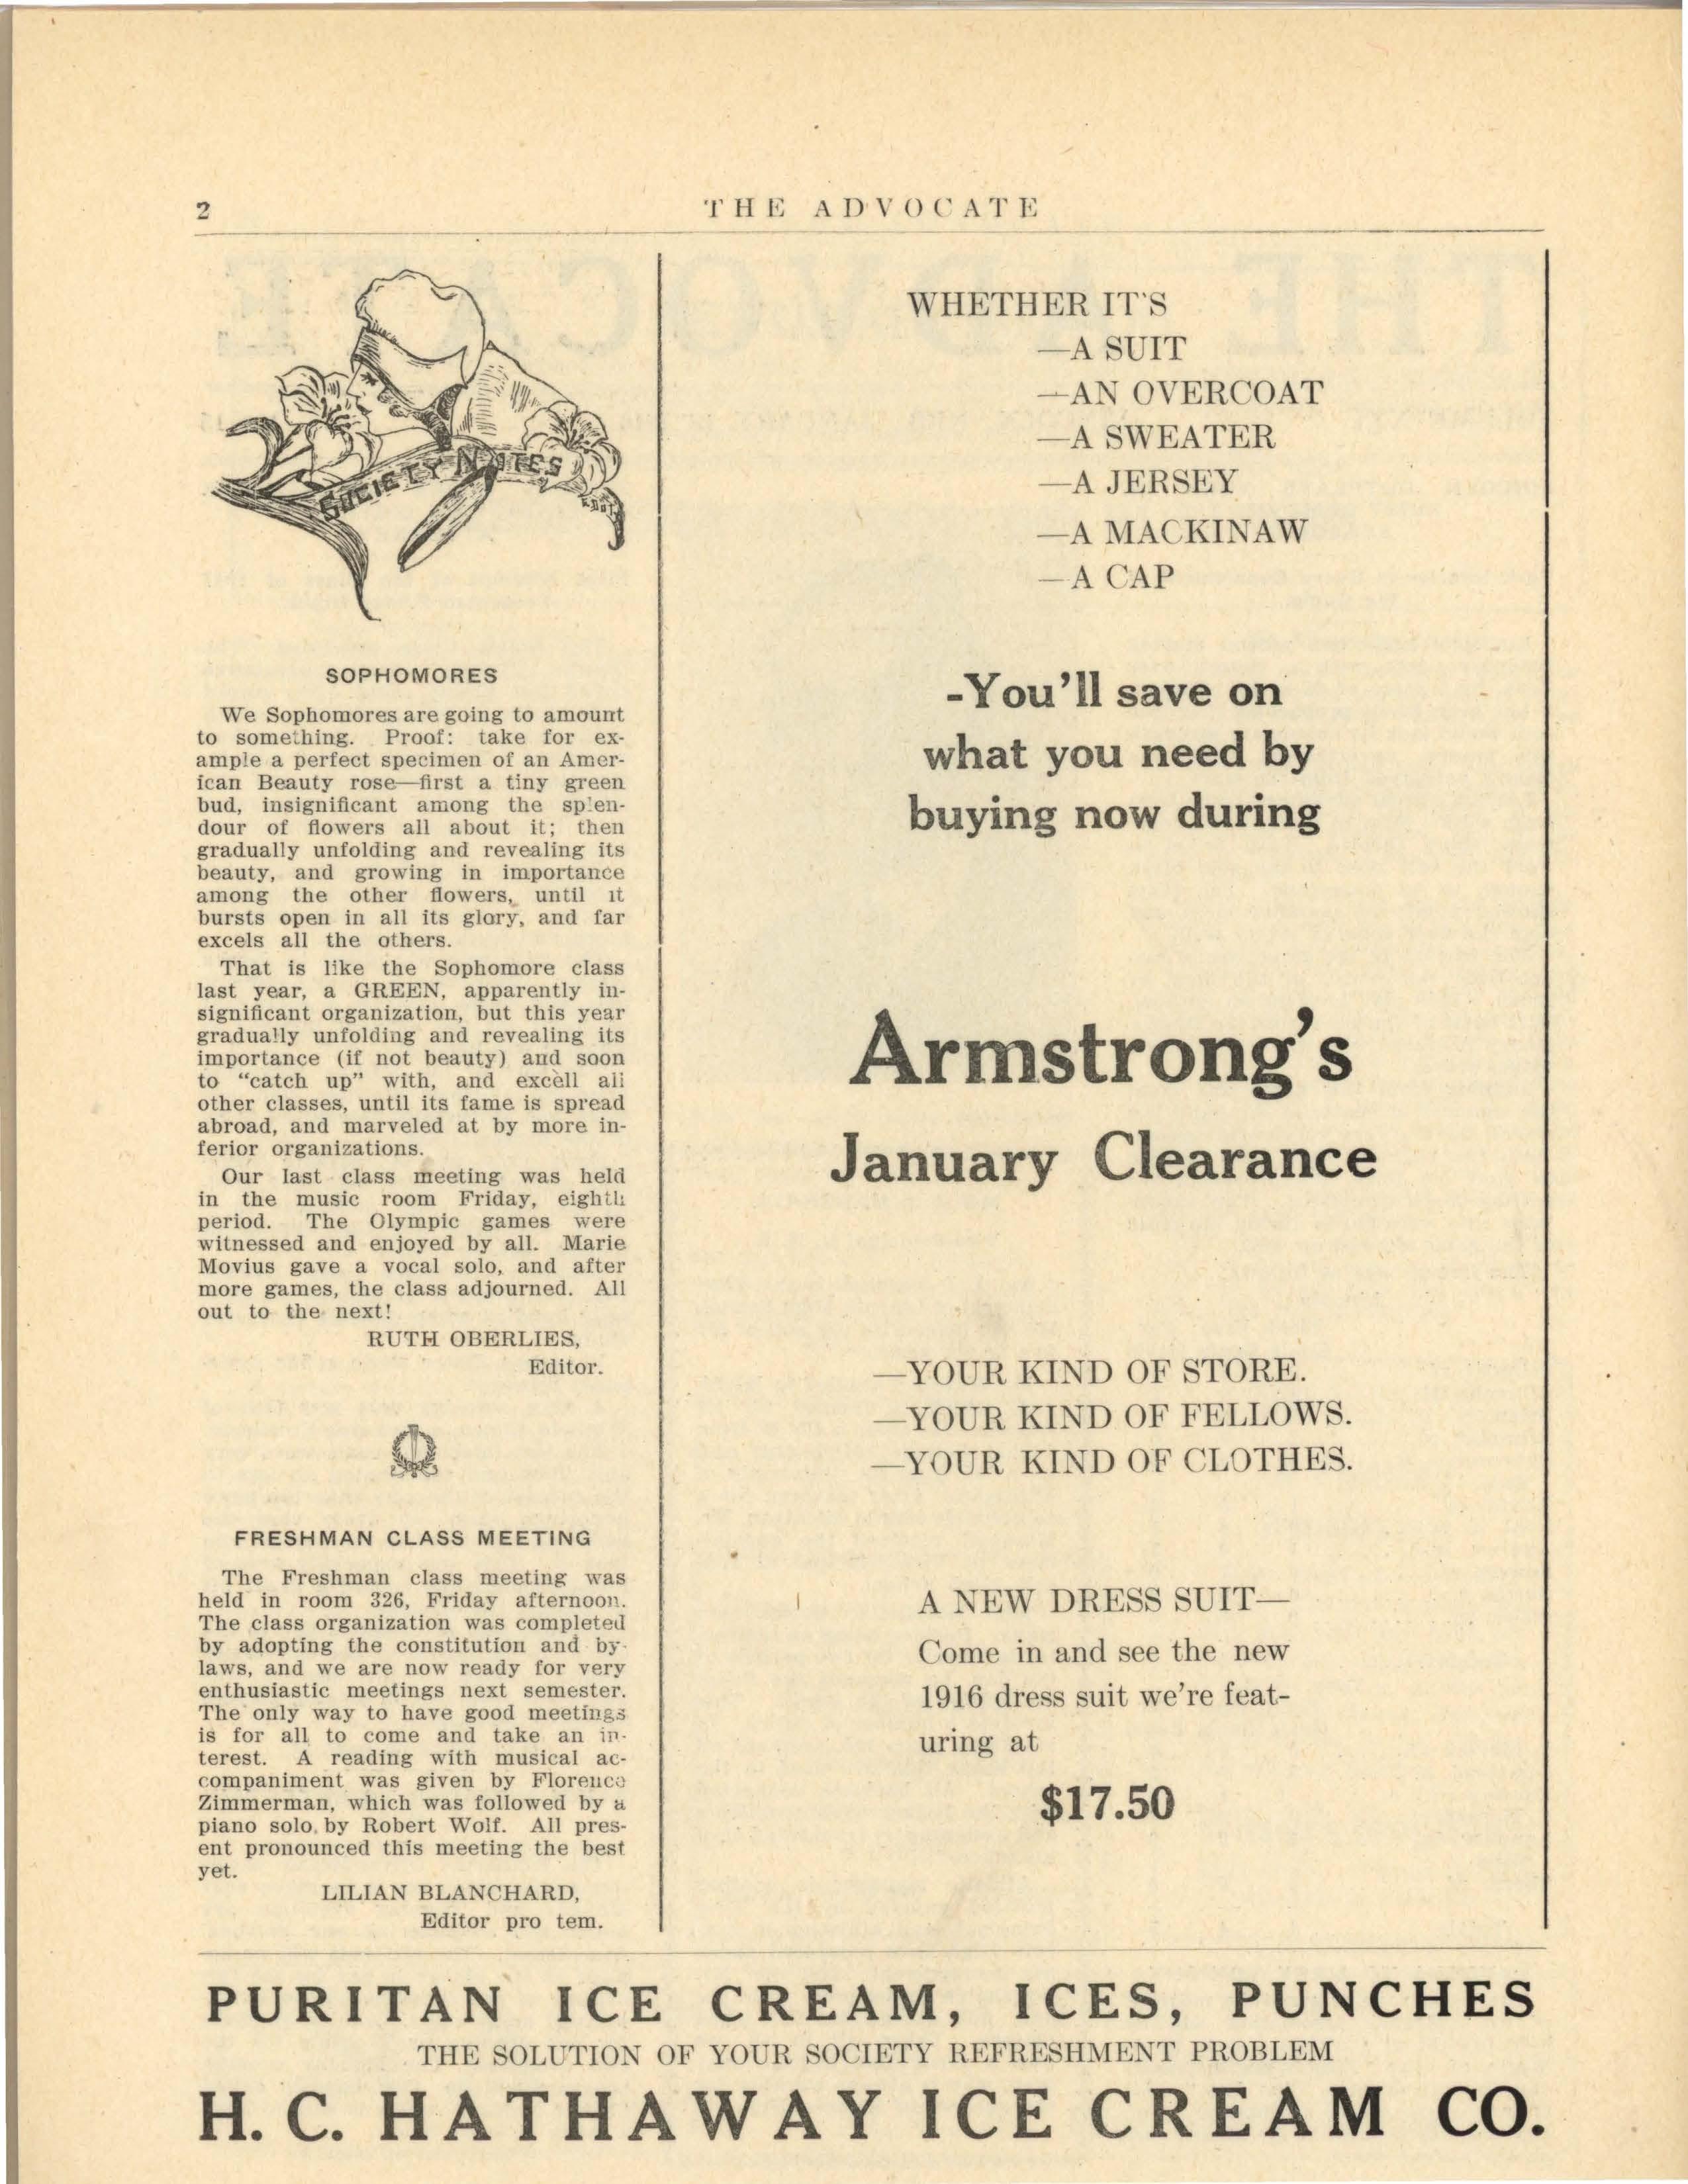 2
THE ADVOCATE
SOCIETY NOTES
SOPHOMORES
We Sophomores are going to amount
to something. Proof: take for ex-
ample a perfect specimen of an Amer-
ican Beauty rose—first a tiny green
bud, insignificant among the splen-
dour of flowers all about it; then
gradually unfolding and revealing its
beauty, and growing in importance
among the other flowers, until it
bursts open in all its glory, and far
excels all the others.
That is like the Sophomore class
last year, a GREEN, apparently in-
significant organization, but this year
gradually unfolding and revealing its
importance (if not beauty) and soon
to "catch up" with, and excell all
other classes, until its fame is spread
abroad, and marveled at by more in-
ferior organizations.
Our last class meeting was held
in the music room Friday, eighth
period. The Olympic games were
witnessed and enjoyed by all. Marie
Movius gave a vocal solo, and after
more games, the class adjourned. All
out to the next!
RUTH OBERLIES,
Editor.
FRESHMAN CLASS MEETING
The Freshman class meeting was
held in room 326, Friday afternoon.
The class organization was completed
by adopting the constitution and by-
laws, and we are now ready for very
enthusiastic meetings next semester.
The only way to have good meetings
is for all to come and take an in-
terest. A reading with musical ac-
companiment was given by Florence
Zimmerman, which was followed by a
piano solo, by Robert Wolf. All pres-
ent pronounced this meeting the best
yet.
LILIAN BLANCHARD,
Editor pro tem.
WHETHER IT'S
—A SUIT
—AN OVERCOAT
—A SWEATER
—A JERSEY
—A MACKINAW
—A CAP
-You'll save on
what you need by
buying now during
Armstrong's
January Clearance
—YOUR KIND OF STORE.
—YOUR KIND OF FELLOWS.
—YOUR KIND OF CLOTHES.
A NEW DRESS SUIT—
Come in and see the new
1916 dress suit we're feat-
uring at
$17.50
PURITAN ICE CREAM, ICES, PUNCHES
THE SOLUTION OF YOUR SOCIETY REFRESHMENT PROBLEM
H. C. HATHAWAY ICE CREAM CO.